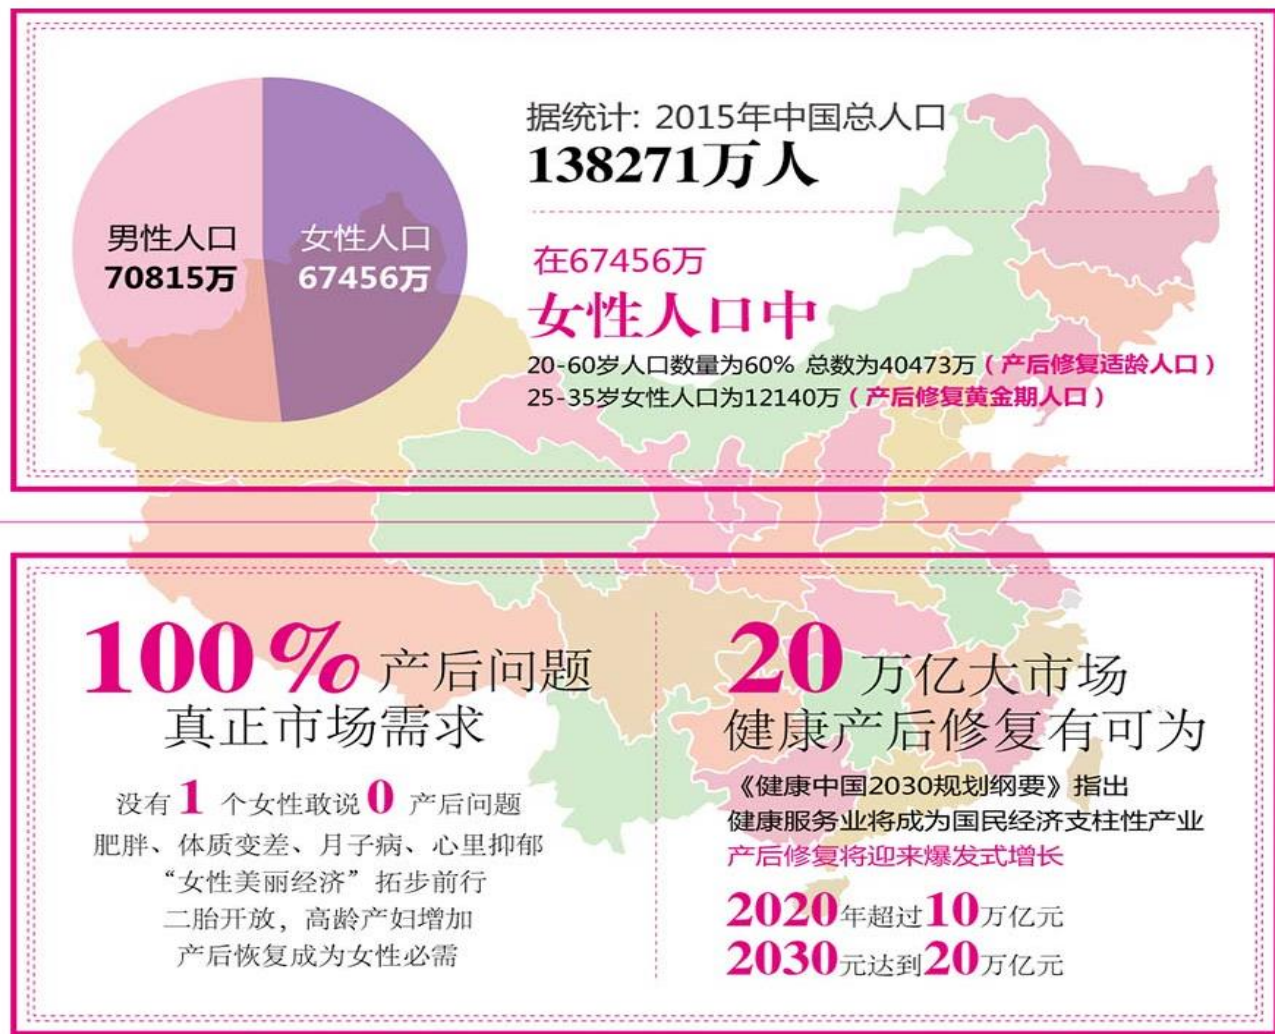 男性人口
70815万
女性人口
67456万
据统计: 2015年中国总人口
138271万人
在67456万
女性人口中
20-60岁人口数量为60% 总数为40473万（产后修复适龄人口）
25-35岁女性人口为12140万（产后修复黄金期人口）
100% 产后问题
真正市场需求
没有 1 个女性敢说 0 产后问题
肥胖、体质变差、月子病、心里抑郁
“女性美丽经济” 拓步前行
二胎开放，高龄产妇增加
产后恢复成为女性必需
20 万亿大市场
健康产后修复有可为
《健康中国2030规划纲要》指出
健康服务业将成为国民经济支柱性产业
产后修复将迎来爆发式增长
2020年超过10万亿元
2030元达到20万亿元